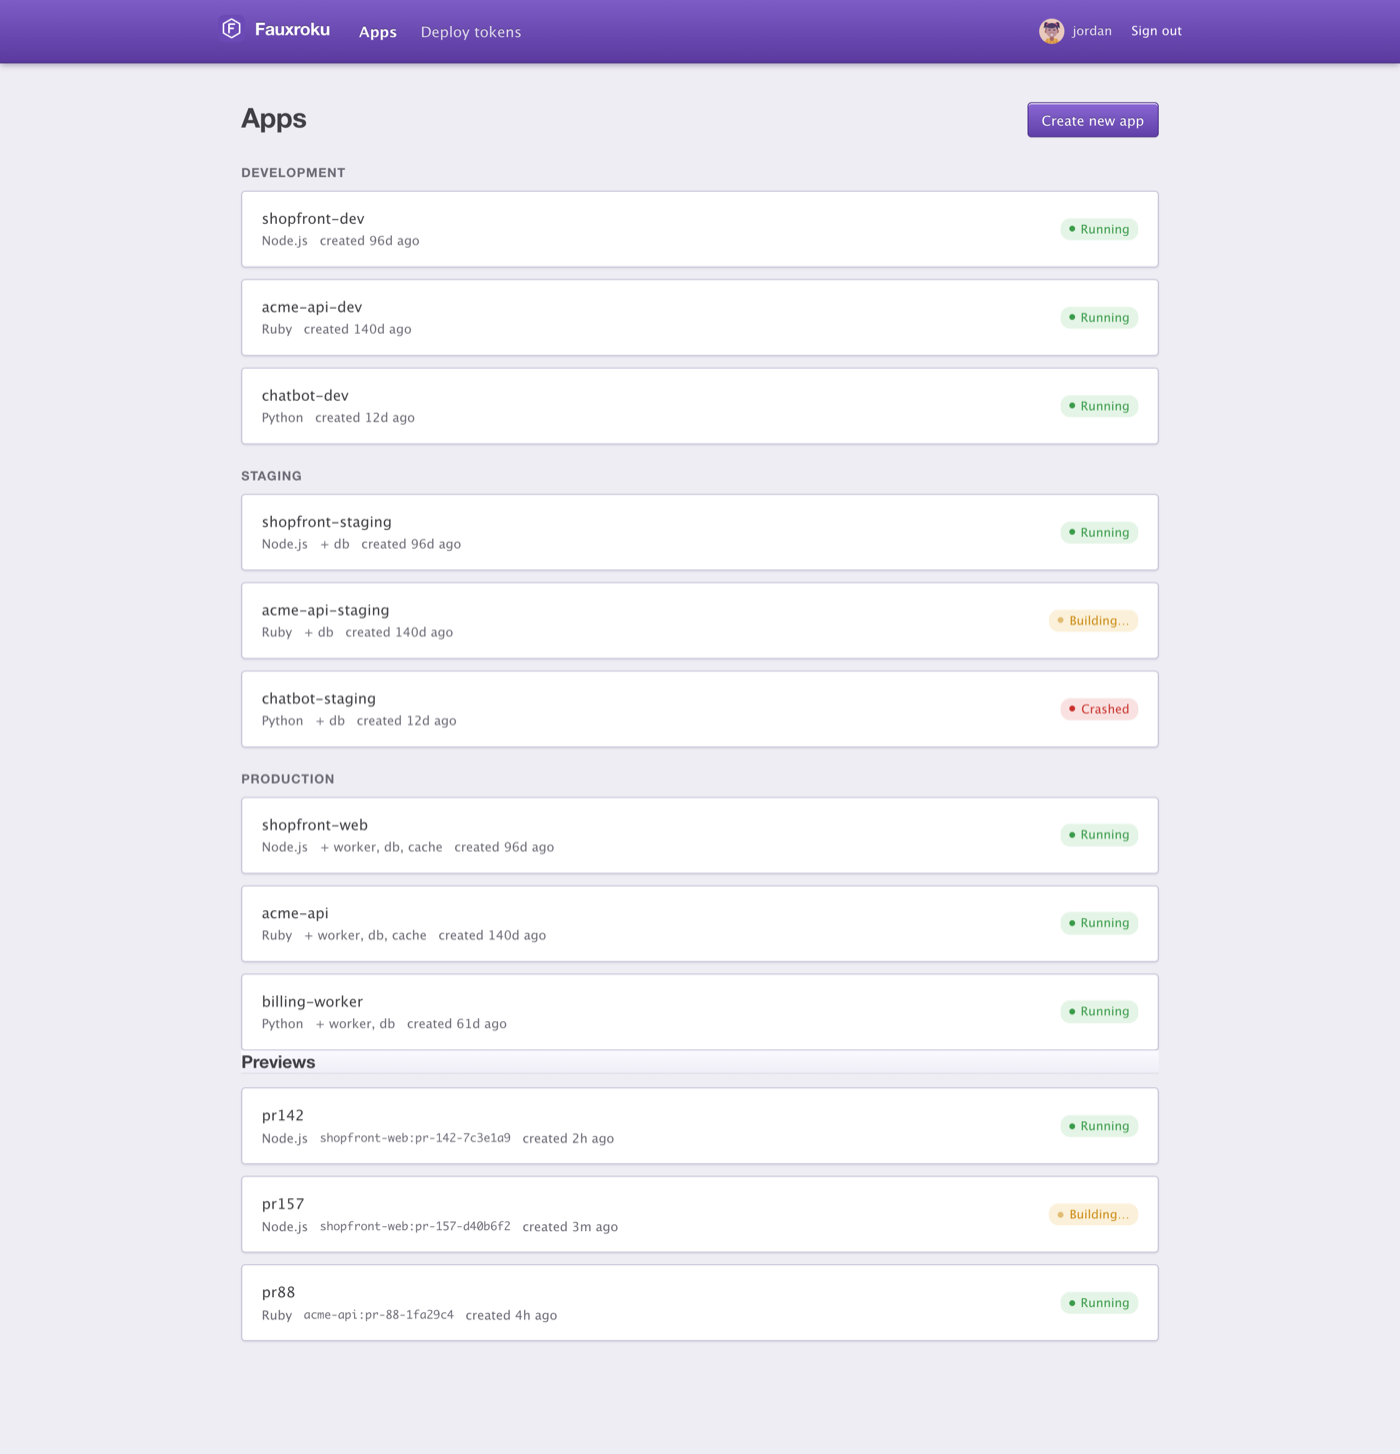 Fauxroku Apps Deploy tokens jordan Sign out
Apps
Create new app
DEVELOPMENT
shopfront-dev
Node.js created 96d ago
Running
acme-api-dev
Ruby created 140d ago
Running
chatbot-dev
Python created 12d ago
Running
STAGING
shopfront-staging
Node.js + db created 96d ago
Running
acme-api-staging
Ruby + db created 140d ago
Building...
chatbot-staging
Python + db created 12d ago
Crashed
PRODUCTION
shopfront-web
Node.js + worker, db, cache created 96d ago
Running
acme-api
Ruby + worker, db, cache created 140d ago
Running
billing-worker
Python + worker, db created 61d ago
Running
Previews
pr142
Node.js shopfront-web:pr-142-7c3e1a9 created 2h ago
Running
pr157
Node.js shopfront-web:pr-157-d40b6f2 created 3m ago
Building...
pr88
Ruby acme-api:pr-88-1fa29c4 created 4h ago
Running